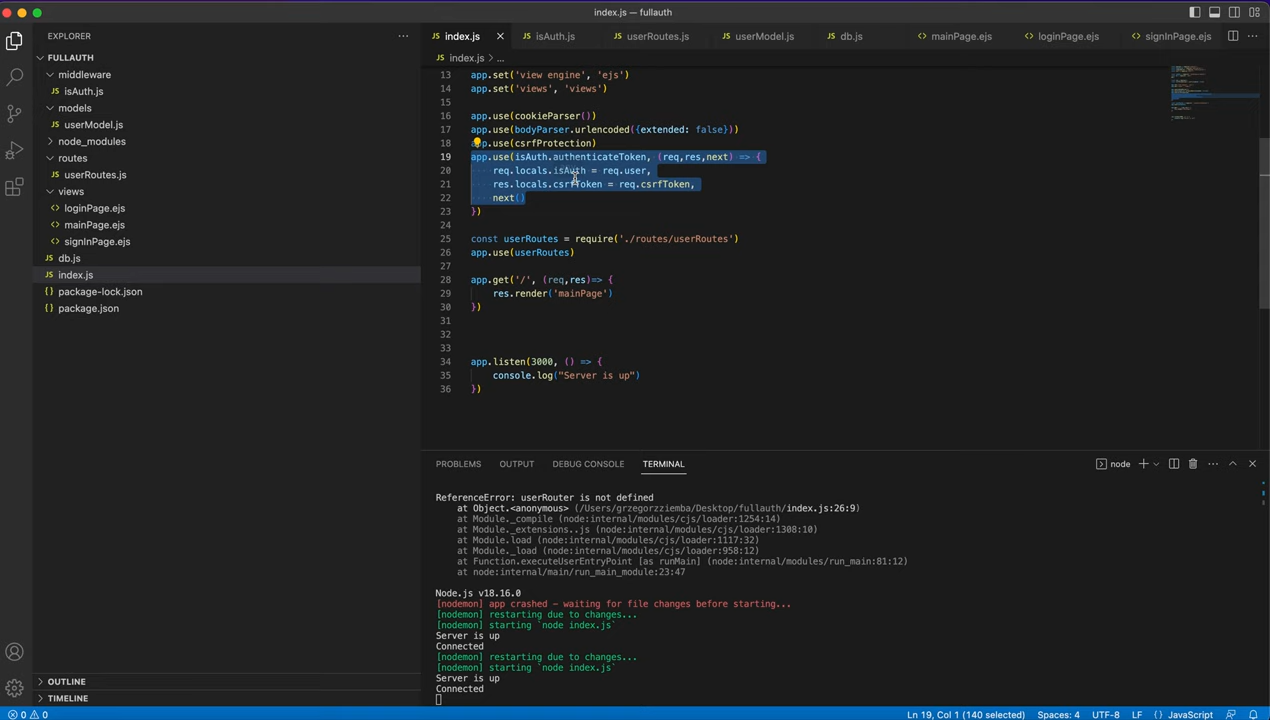 index.js — fullauth
EXPLORER
FULLAUTH
middleware
JS isAuth.js
models
JS userModel.js
node_modules
routes
JS userRoutes.js
views
<> loginPage.ejs
<> mainPage.ejs
<> signInPage.ejs
JS db.js
JS index.js
{} package-lock.json
{} package.json
OUTLINE
TIMELINE
JS index.js
JS isAuth.js
JS userRoutes.js
JS userModel.js
JS db.js
<> mainPage.ejs
<> loginPage.ejs
<> signInPage.ejs
JS index.js > ...
13 app.set('view engine', 'ejs')
14 app.set('views', 'views')
15
16 app.use(cookieParser())
17 app.use(bodyParser.urlencoded({extended: false}))
18 app.use(csrfProtection)
19 app.use(isAuth.authenticateToken, (req,res,next) => {
20 req.locals.isAuth = req.user,
21 res.locals.csrfToken = req.csrfToken,
22 next()
23 })
24
25 const userRoutes = require('./routes/userRoutes')
26 app.use(userRoutes)
27
28 app.get('/', (req,res)=> {
29 res.render('mainPage')
30 })
31
32
33
34 app.listen(3000, () => {
35 console.log("Server is up")
36 })
PROBLEMS OUTPUT DEBUG CONSOLE TERMINAL
node
ReferenceError: userRouter is not defined
at Object.<anonymous> (/Users/grzegorzziemba/Desktop/fullauth/index.js:26:9)
at Module._compile (node:internal/modules/cjs/loader:1254:14)
at Module._extensions..js (node:internal/modules/cjs/loader:1308:10)
at Module.load (node:internal/modules/cjs/loader:1117:32)
at Module._load (node:internal/modules/cjs/loader:958:12)
at Function.executeUserEntryPoint [as runMain] (node:internal/modules/run_main:81:12)
at node:internal/main/run_main_module:23:47
Node.js v18.16.0
[nodemon] app crashed - waiting for file changes before starting...
[nodemon] restarting due to changes...
[nodemon] starting `node index.js`
Server is up
Connected
[nodemon] restarting due to changes...
[nodemon] starting `node index.js`
Server is up
Connected
0 0
Ln 19, Col 1 (140 selected) Spaces: 4 UTF-8 LF {} JavaScript